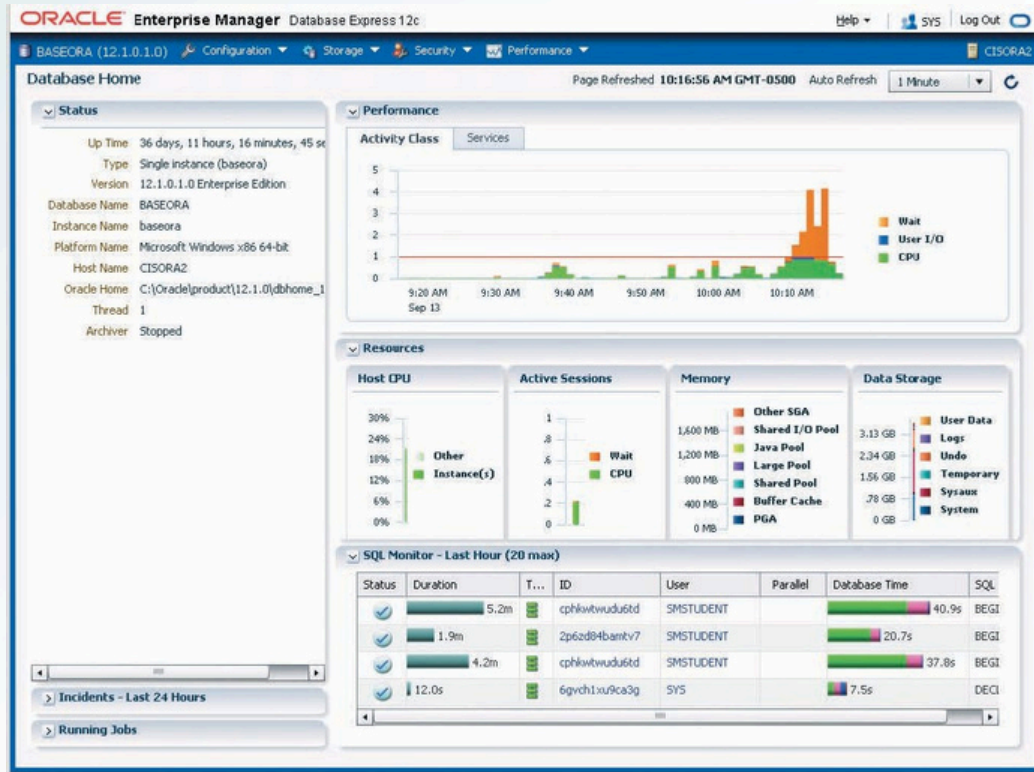 ORACLE Enterprise Manager Database Express 12c
Help SYS Log Out
BASEORA (12.1.0.1.0) Configuration Storage Security Performance CISORA2
Database Home
Page Refreshed 10:16:56 AM GMT-0500 Auto Refresh 1 Minute
Status
Up Time 36 days, 11 hours, 16 minutes, 45 se
Type Single instance (baseora)
Version 12.1.0.1.0 Enterprise Edition
Database Name BASEORA
Instance Name baseora
Platform Name Microsoft Windows x86 64-bit
Host Name CISORA2
Oracle Home C:\Oracle\product\12.1.0\dbhome_1
Thread 1
Archiver Stopped
Incidents - Last 24 Hours
Running Jobs
Performance
Activity Class Services
5
4
3
2
1
0
9:20 AM 9:30 AM 9:40 AM 9:50 AM 10:00 AM 10:10 AM
Sep 13
Wait
User I/O
CPU
Resources
Host CPU
30%
24%
18%
12%
6%
0%
Other
Instance(s)
Active Sessions
1
.8
.6
.4
.2
0
Wait
CPU
Memory
1,600 MB
1,200 MB
800 MB
400 MB
0 MB
Other SGA
Shared I/O Pool
Java Pool
Large Pool
Shared Pool
Buffer Cache
PGA
Data Storage
3.13 GB
2.34 GB
1.56 GB
.78 GB
0 GB
User Data
Logs
Undo
Temporary
Sysaux
System
SQL Monitor - Last Hour (20 max)
Status Duration T... ID User Parallel Database Time SQL
5.2m cphkwtwudu6td SMSTUDENT 40.9s BEGI
1.9m 2p6zd84bamtv7 SMSTUDENT 20.7s BEGI
4.2m cphkwtwudu6td SMSTUDENT 37.8s BEGI
12.0s 6gvch1xu9ca3g SYS 7.5s DECL